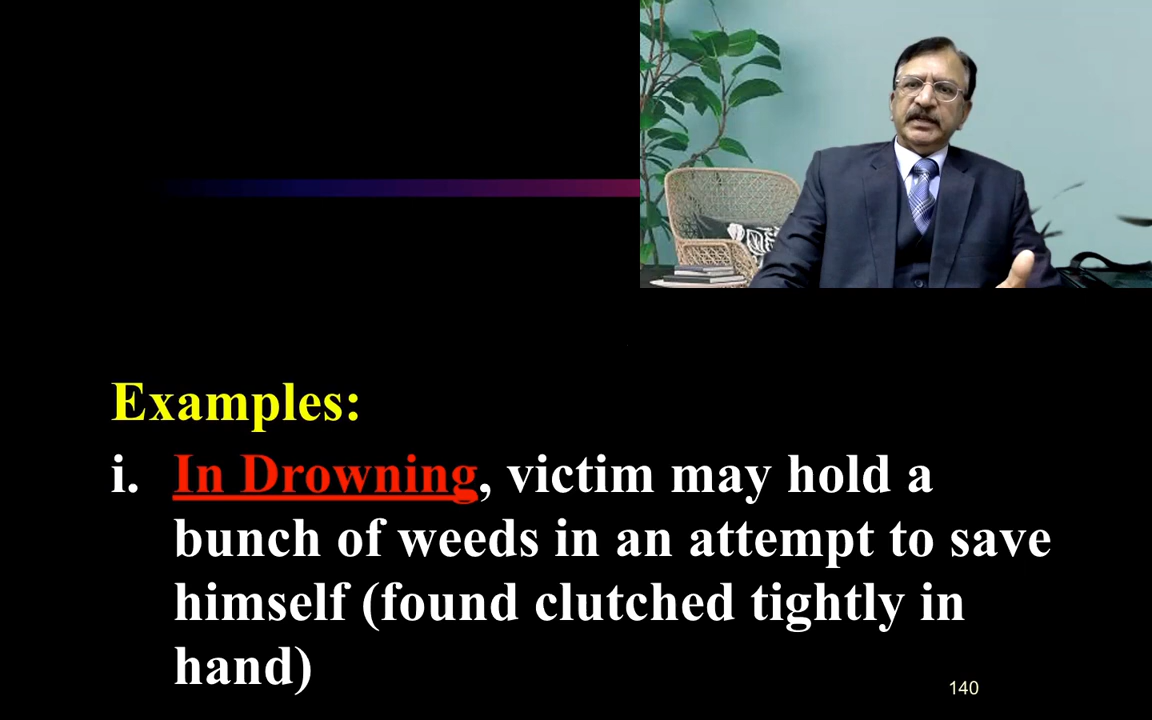 Examples:
i. In Drowning, victim may hold a
bunch of weeds in an attempt to save
himself (found clutched tightly in
hand)
140